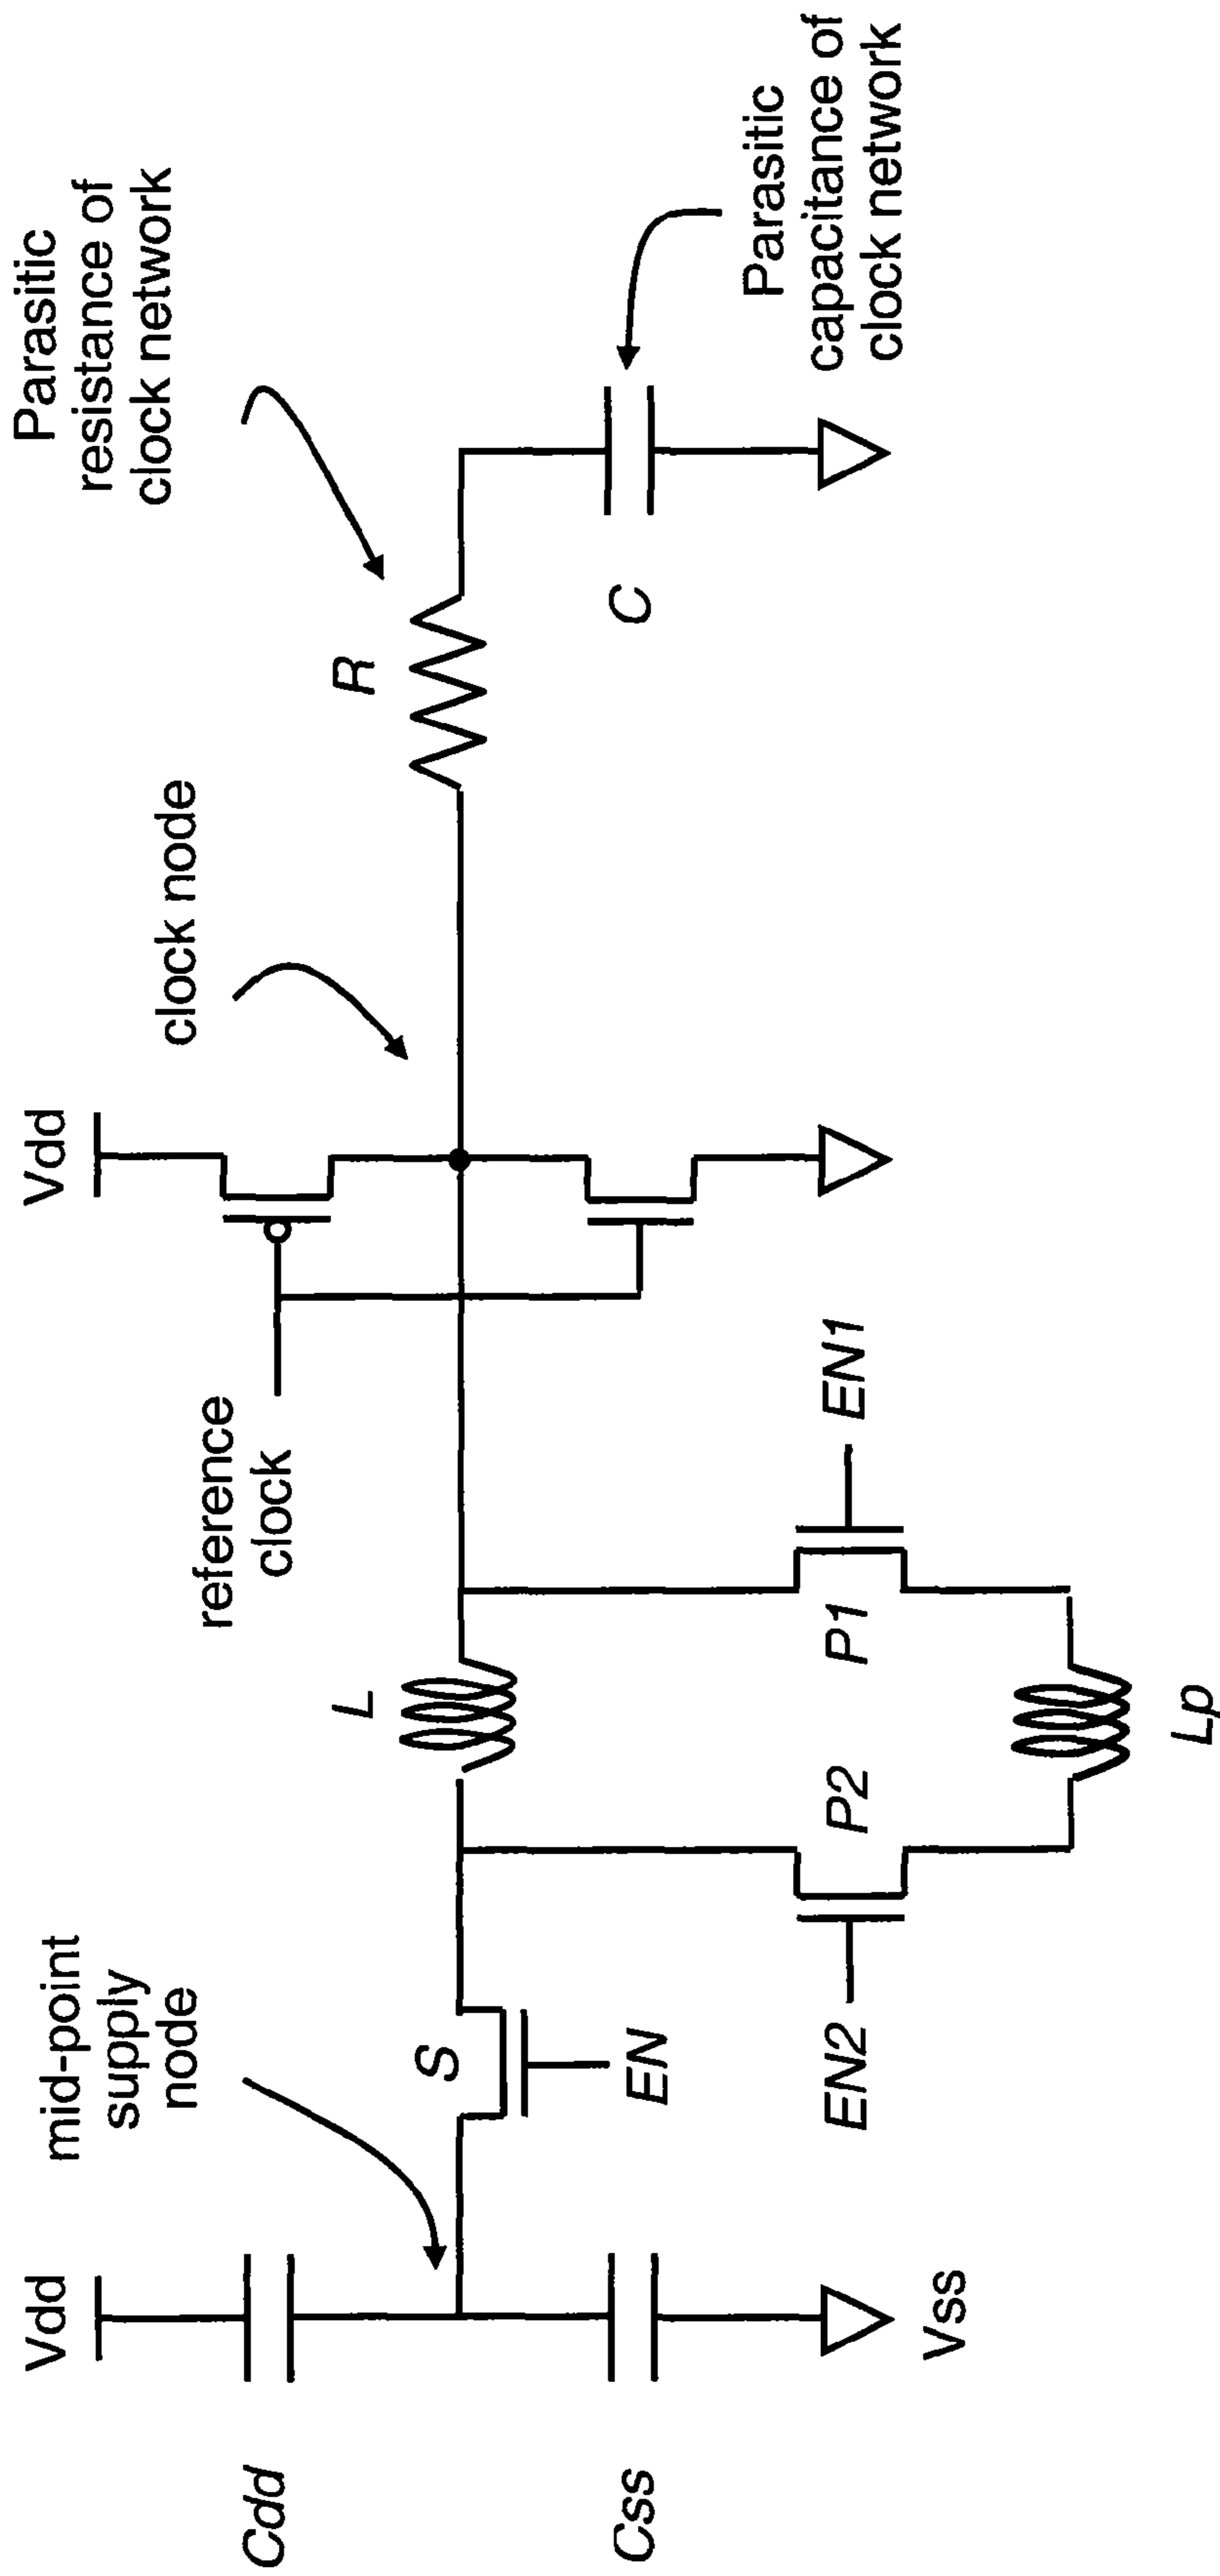 Parasitic
resistance of
clock network
Vdd
clock node
mid-point
supply
node
Vdd
reference
clock
R
L
S
Cdd
EN
P2
P1
EN1
EN2
C
Parasitic
capacitance of
clock network
Css
Vss
Lp